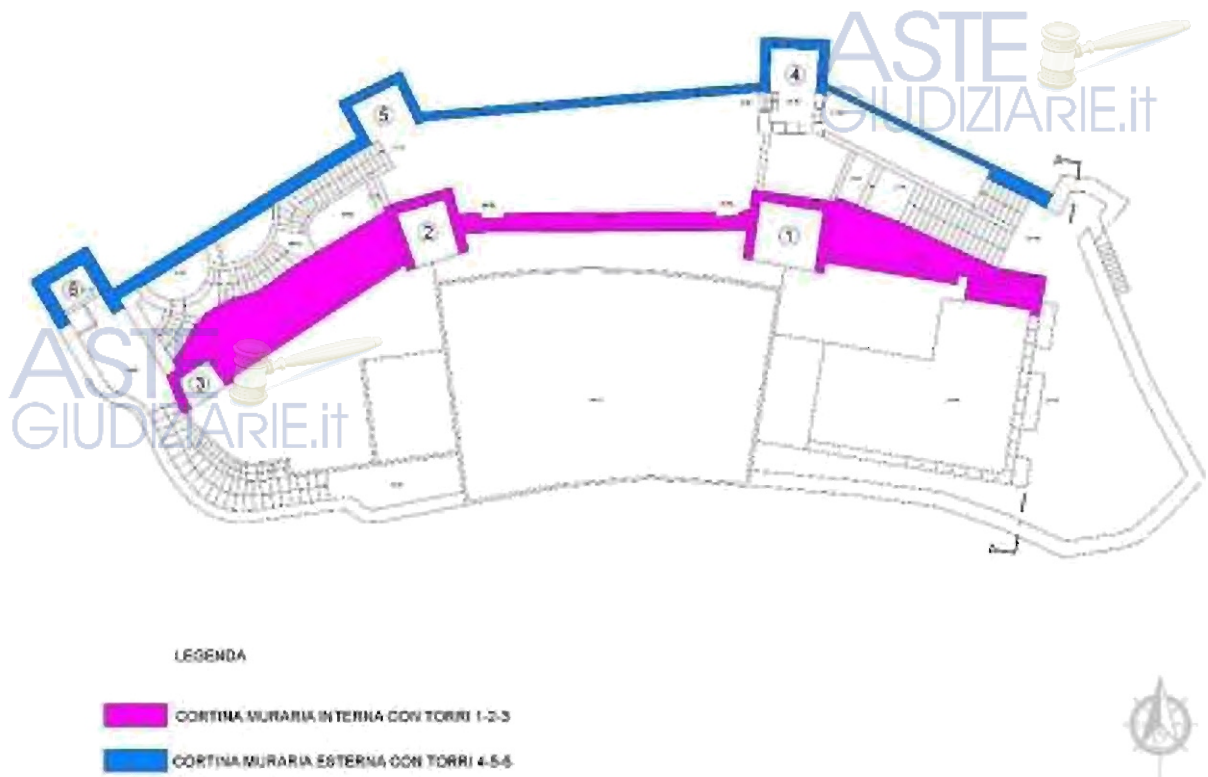 ASTE
GIUDIZIARIE.it
4
5
2
1
6
3
ASTE
GIUDIZIARIE.it
LEGENDA
CORTINA MURARIA INTERNA CON TORRI 1-2-3
CORTINA MURARIA ESTERNA CON TORRI 4-5-6